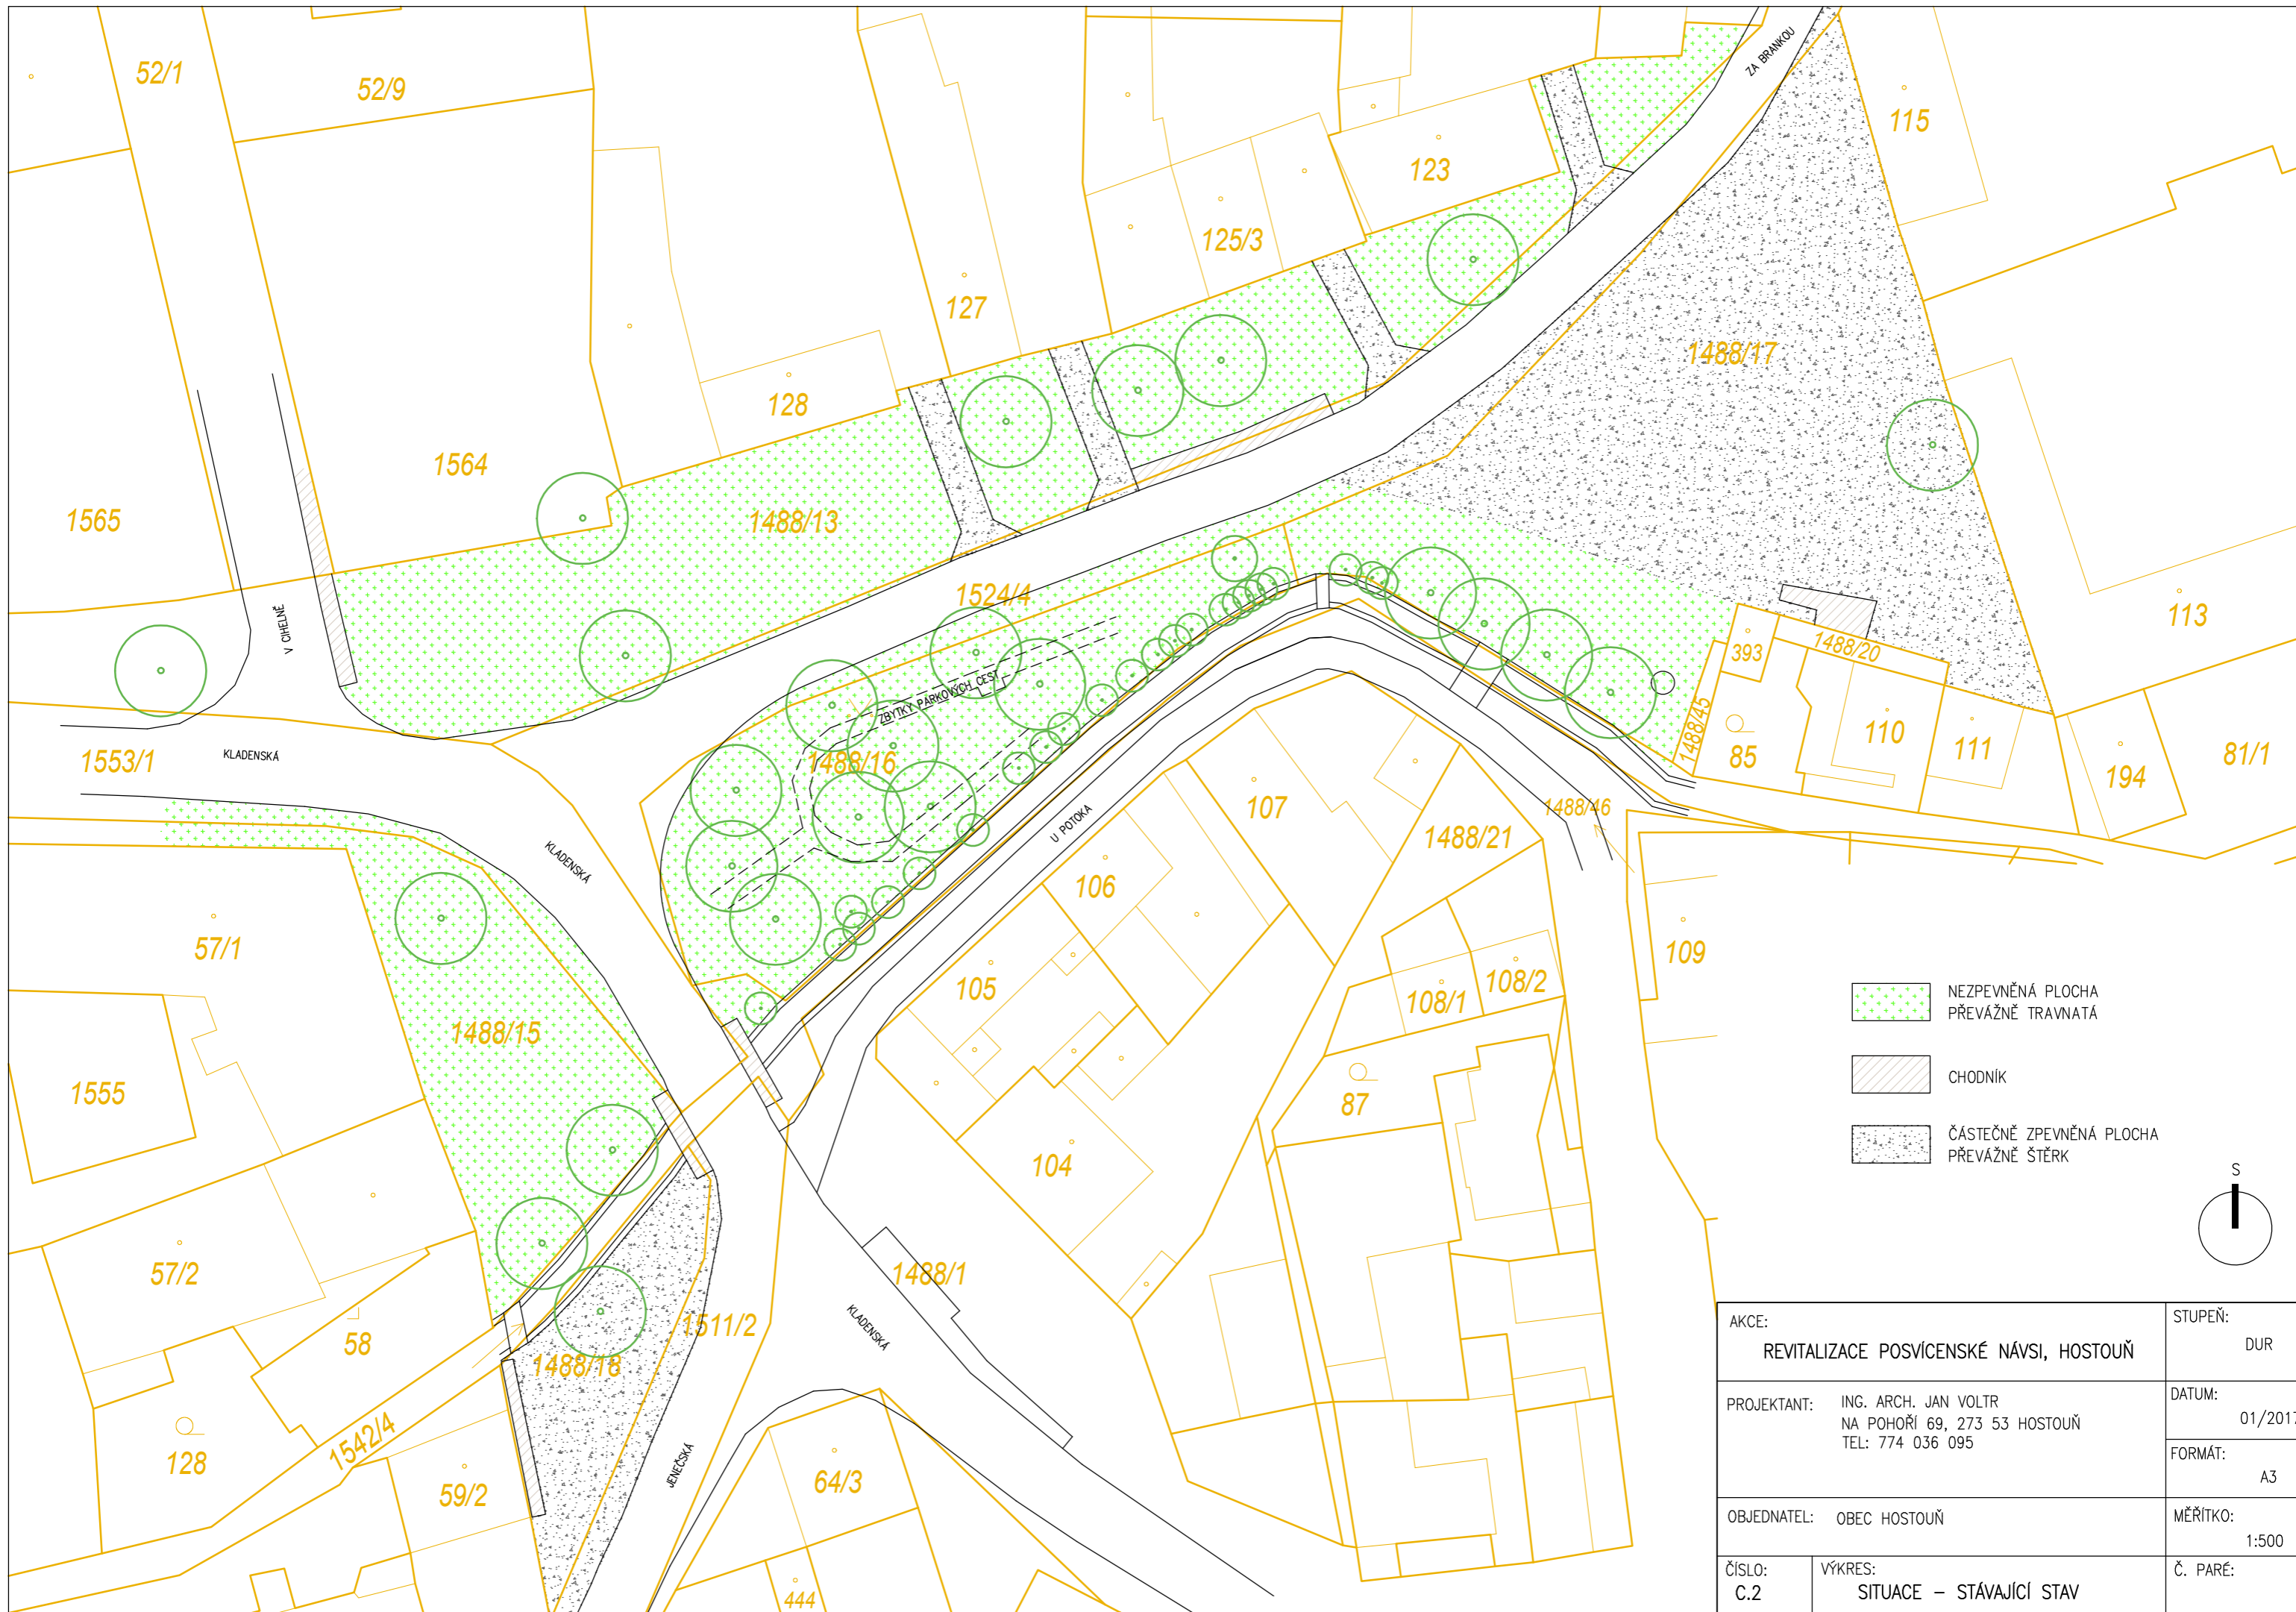 52/1
52/9
ZA BRANKOU
115
123
125/3
127
128
1488/17
1564
1565
1488/13
1524/4
V CIHELNĚ
113
393
1488/20
1488/45
85
110
111
194
81/1
ZBYTKY PARKOVÝCH CEST
1488/16
1553/1
KLADENSKÁ
KLADENSKÁ
U POTOKA
107
1488/46
1488/21
106
57/1
105
108/1
108/2
109
1488/15
1555
87
104
57/2
58
1488/1
KLADENSKÁ
1511/2
1488/18
1542/4
128
59/2
JENEČSKÁ
64/3
444
NEZPEVNĚNÁ PLOCHA
PŘEVÁŽNĚ TRAVNATÁ
CHODNÍK
ČÁSTEČNĚ ZPEVNĚNÁ PLOCHA
PŘEVÁŽNĚ ŠTĚRK
S
AKCE:
REVITALIZACE POSVÍCENSKÉ NÁVSI, HOSTOUŇ
STUPEŇ:
DUR
PROJEKTANT: ING. ARCH. JAN VOLTR
NA POHOŘÍ 69, 273 53 HOSTOUŇ
TEL: 774 036 095
DATUM:
01/2017
FORMÁT:
A3
OBJEDNATEL: OBEC HOSTOUŇ
MĚŘÍTKO:
1:500
ČÍSLO:
C.2
VÝKRES:
SITUACE – STÁVAJÍCÍ STAV
Č. PARÉ: